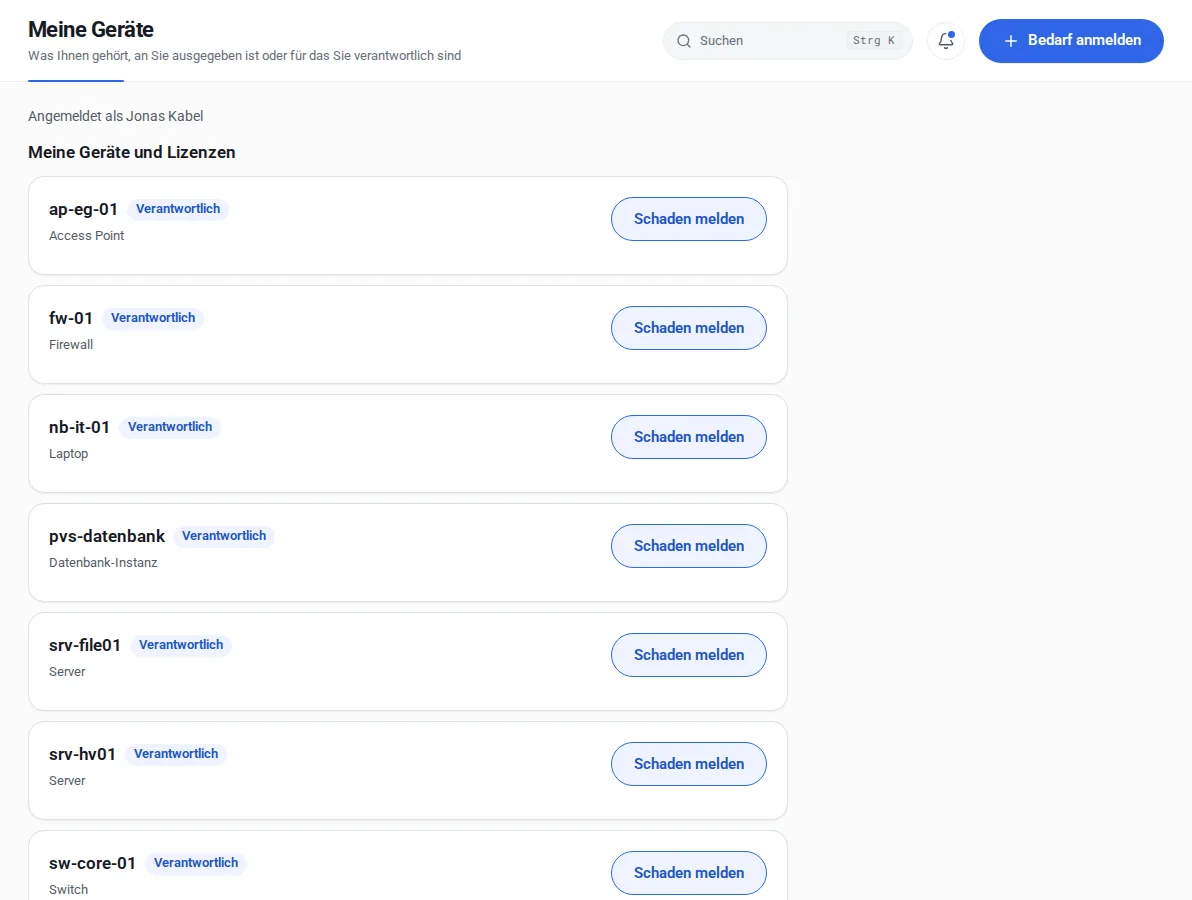 Meine Geräte
Was Ihnen gehört, an Sie ausgegeben ist oder für das Sie verantwortlich sind
Suchen Strg K
Bedarf anmelden
Angemeldet als Jonas Kabel
Meine Geräte und Lizenzen
ap-eg-01 Verantwortlich
Access Point
Schaden melden
fw-01 Verantwortlich
Firewall
Schaden melden
nb-it-01 Verantwortlich
Laptop
Schaden melden
pvs-datenbank Verantwortlich
Datenbank-Instanz
Schaden melden
srv-file01 Verantwortlich
Server
Schaden melden
srv-hv01 Verantwortlich
Server
Schaden melden
sw-core-01 Verantwortlich
Switch
Schaden melden